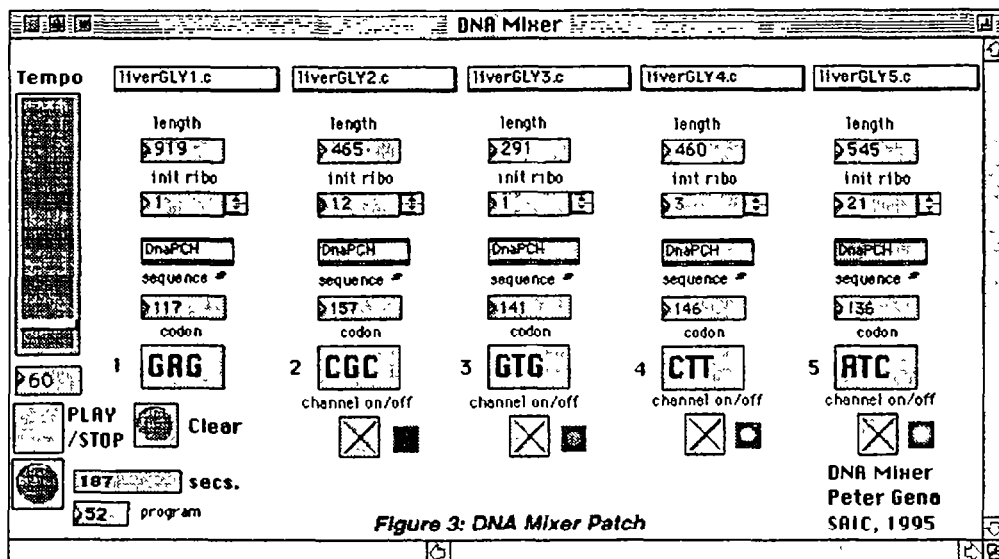 DNA Mixer
Tempo
liverGLY1.c liverGLY2.c liverGLY3.c liverGLY4.c liverGLY5.c
length length length length length
919 465 291 460 545
init ribo init ribo init ribo init ribo init ribo
1 12 1 3 21
DnaPCH DnaPCH DnaPCH DnaPCH DnaPCH
sequence # sequence # sequence # sequence # sequence #
117 157 141 146 136
codon codon codon codon codon
1 GAG 2 CGC 3 GTG 4 CTT 5 ATC
60
channel on/off channel on/off channel on/off channel on/off
PLAY
/STOP
Clear
187 secs.
52 program
Figure 3: DNA Mixer Patch
DNA Mixer
Peter Gena
SAIC, 1995